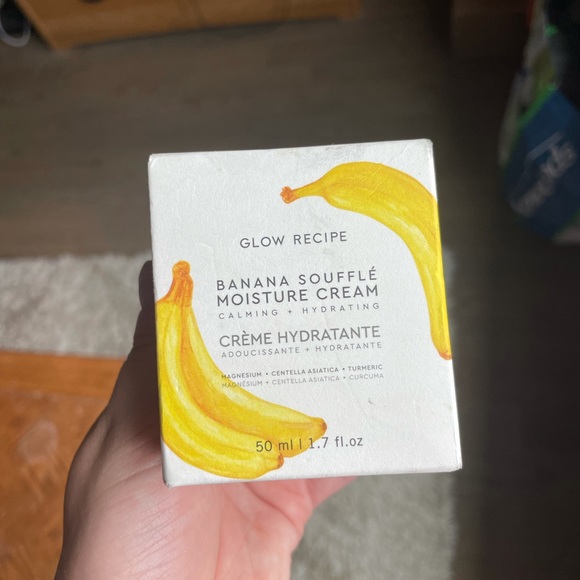 GLOW RECIPE
BANANA SOUFFLÉ
MOISTURE CREAM
CALMING + HYDRATING
CRÈME HYDRATANTE
ADOUCISSANTE + HYDRATANTE
MAGNESIUM • CENTELLA ASIATICA • TURMERIC
MAGNÉSIUM • CENTELLA ASIATICA • CURCUMA
50 ml | 1.7 fl.oz